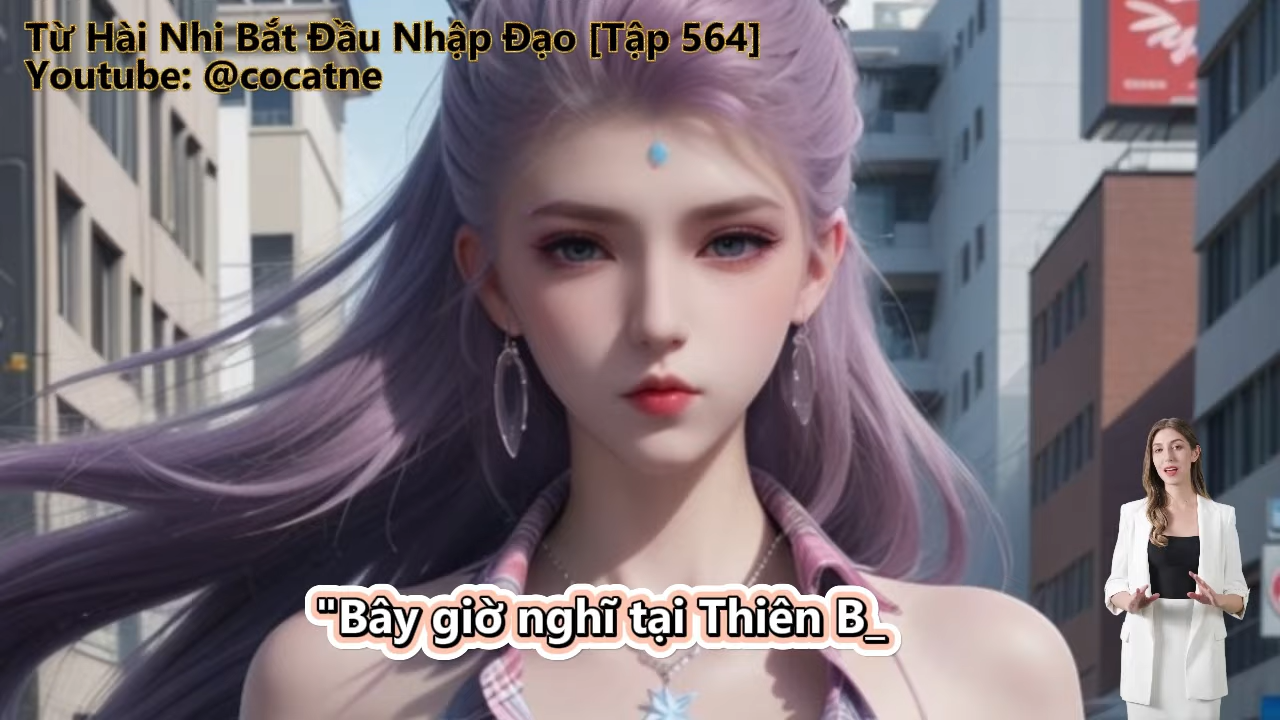 Từ Hài Nhi Bắt Đầu Nhập Đạo [Tập 564]
Youtube: @cocatne
"Bây giờ nghĩ tại Thiên B_